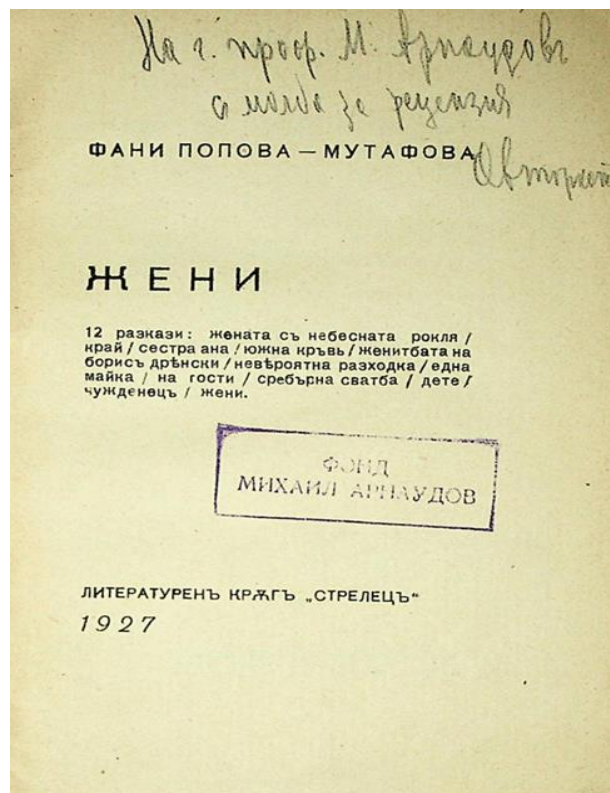 На г. проф. М. Арнаудовъ
с молба за рецензия
ФАНИ ПОПОВА — МУТАФОВА
Авторката
ЖЕНИ
12 разкази: жената съ небесната рокля /
край / сестра ана / южна кръвь / женитбата на
борисъ дрѣнски / невѣроятна разходка / една
майка / на гости / сребърна сватба / дете /
чужденецъ / жени.
ФОНД
МИХАИЛ АРНАУДОВ
ЛИТЕРАТУРЕНЪ КРѪГЪ „СТРЕЛЕЦЪ“
1927